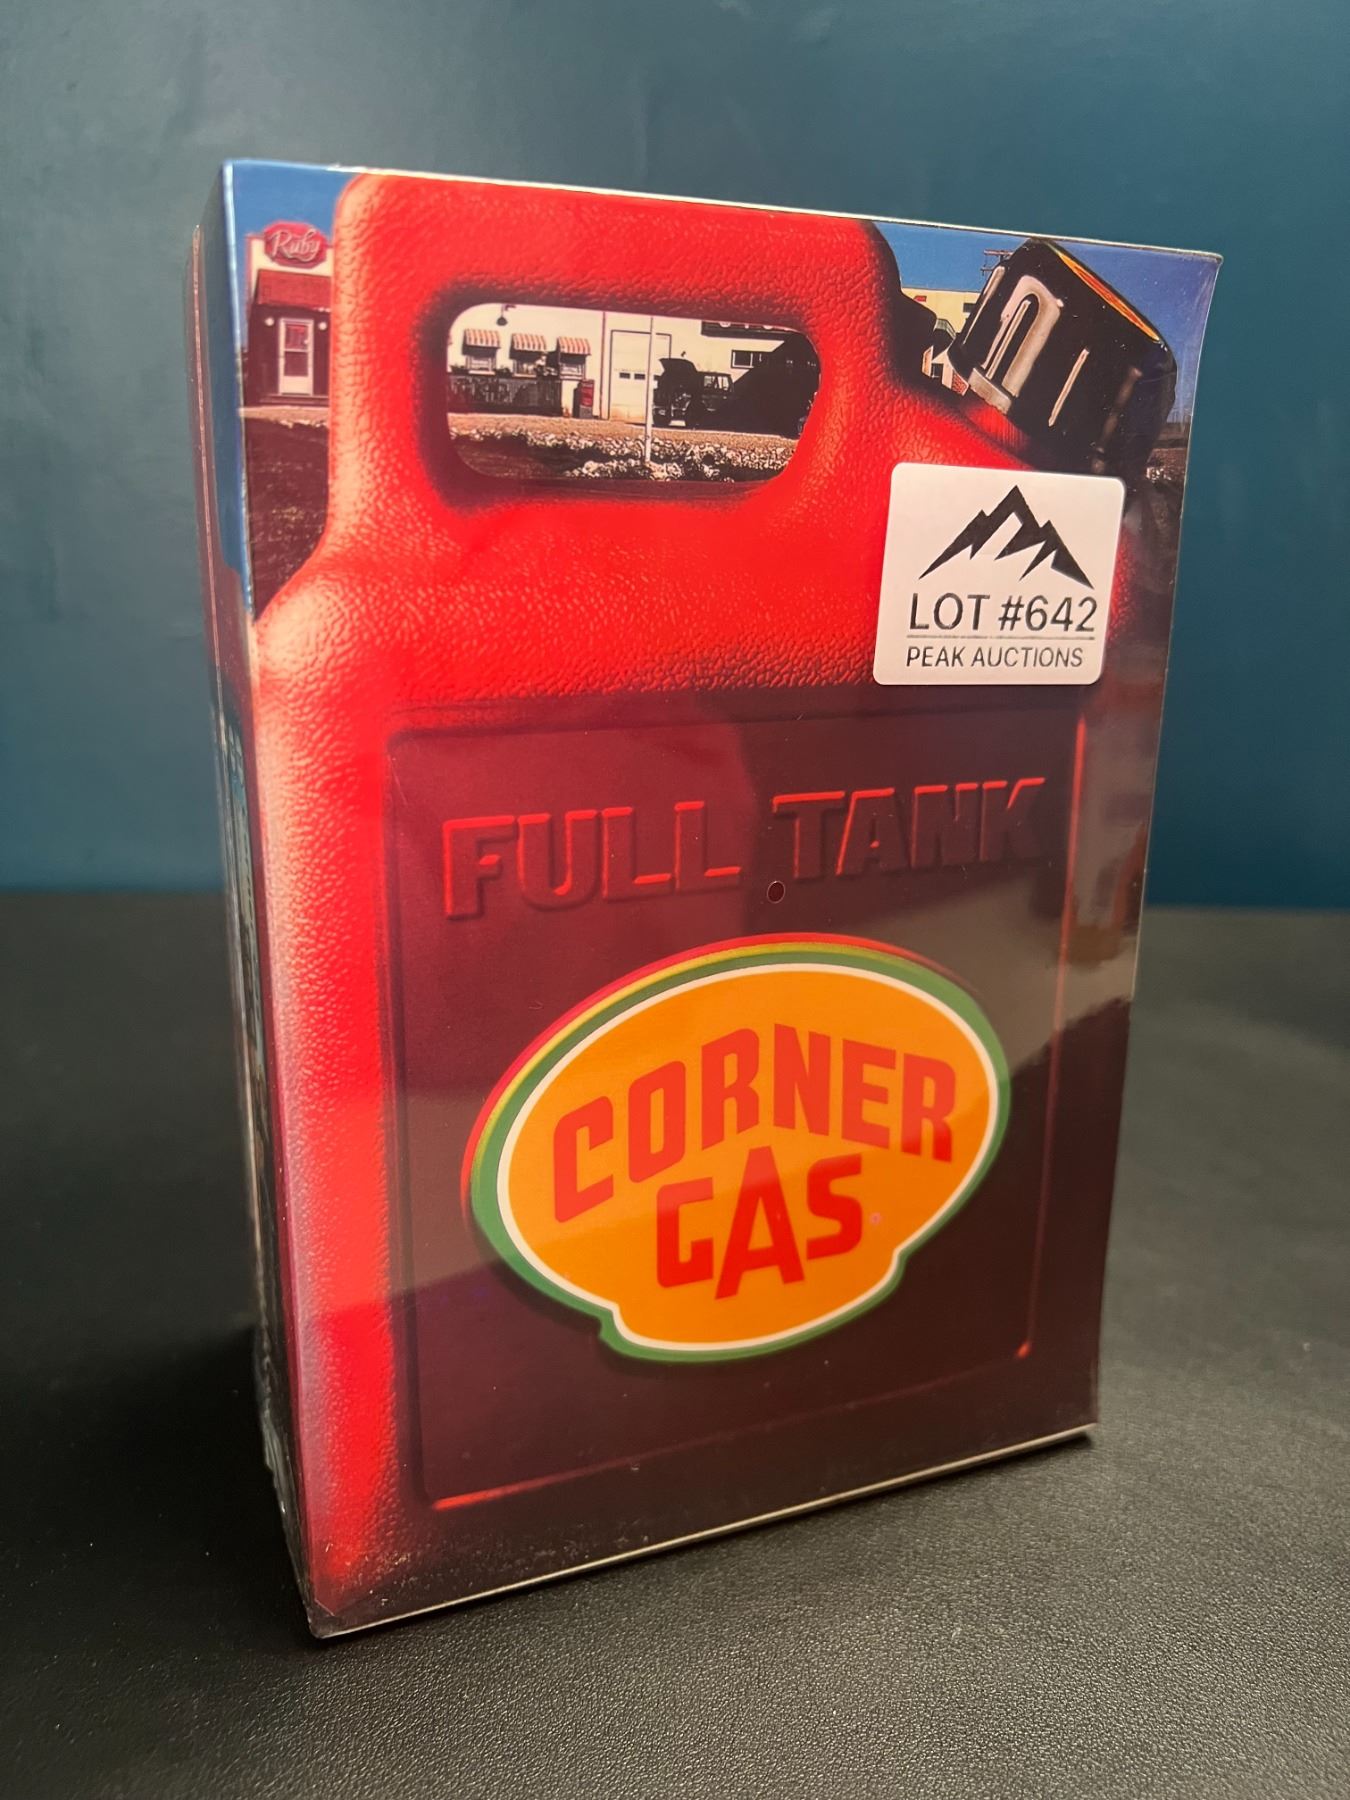 Ruby
LOT #642
PEAK AUCTIONS
FULL TANK
CORNER
GAS